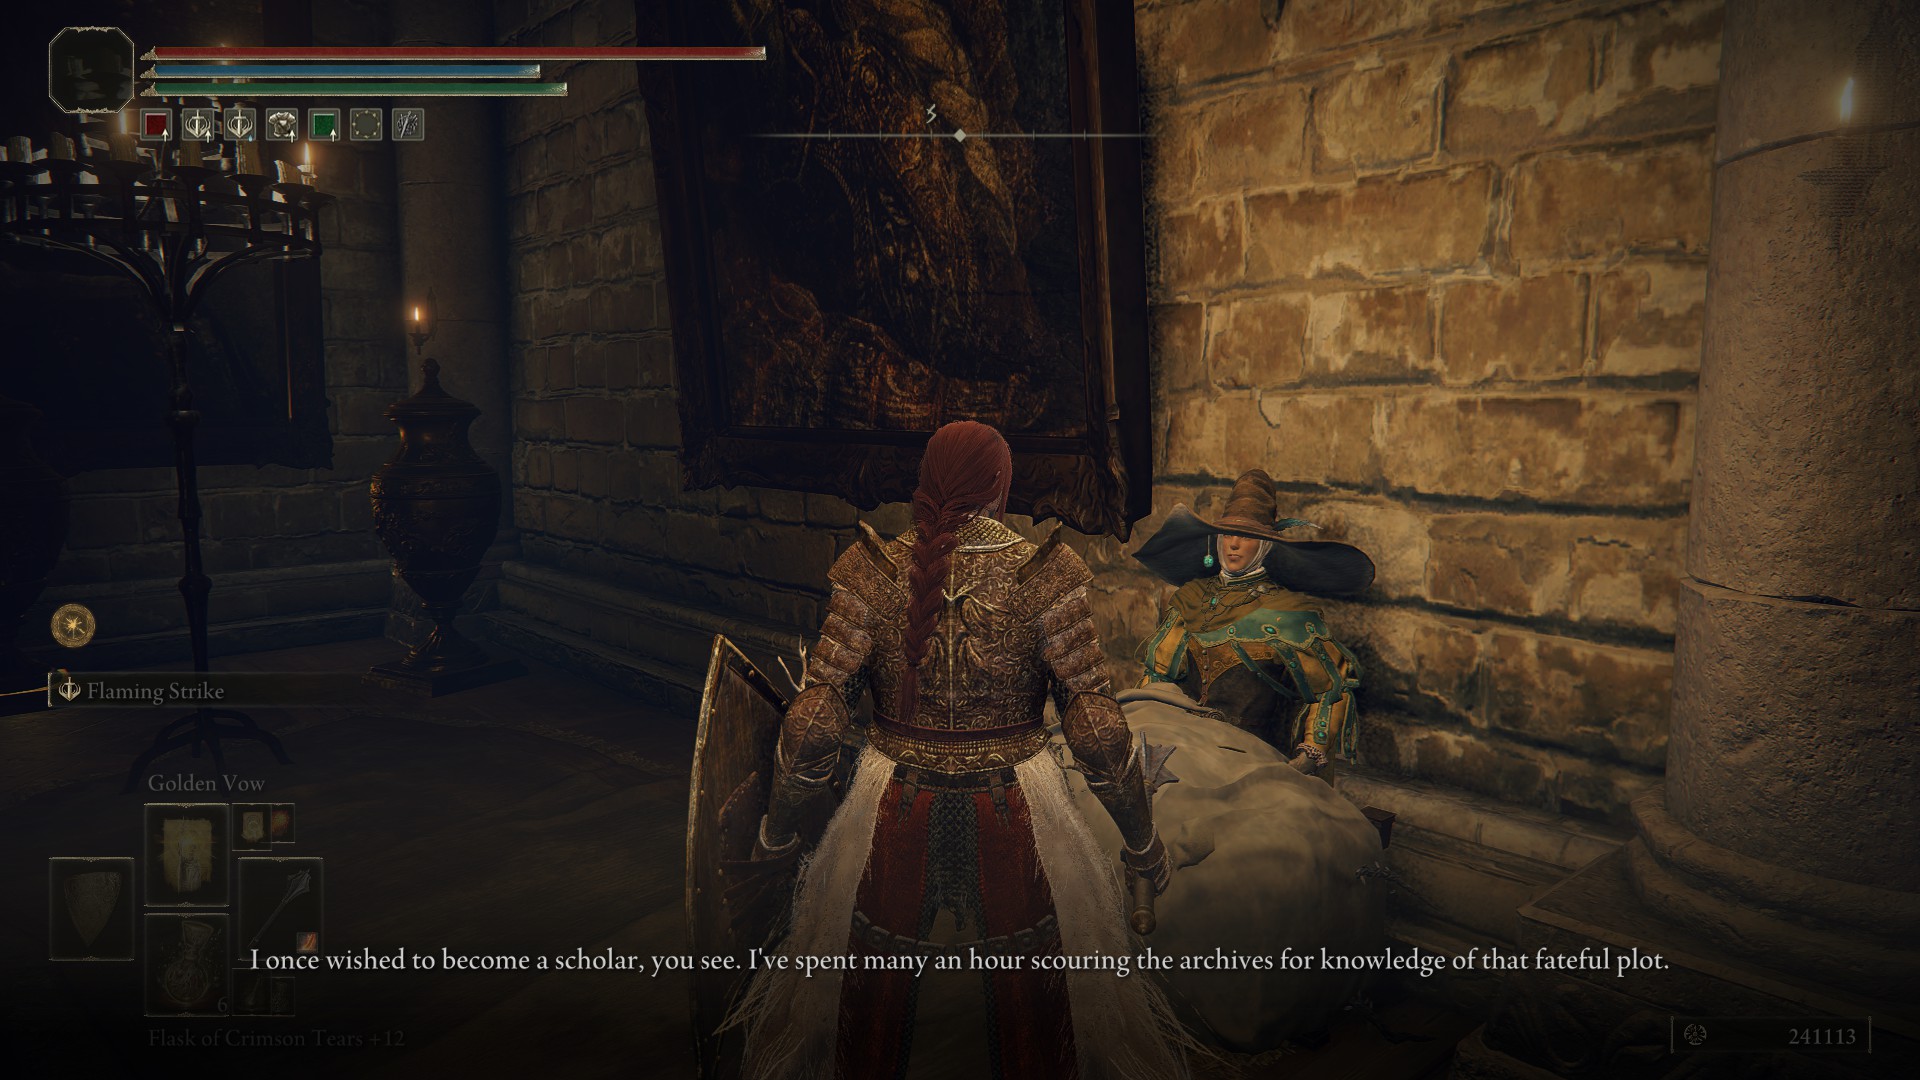 Flaming Strike
Golden Vow
I once wished to become a scholar, you see. I've spent many an hour scouring the archives for knowledge of that fateful plot.
6
Flask of Crimson Tears +12
241113